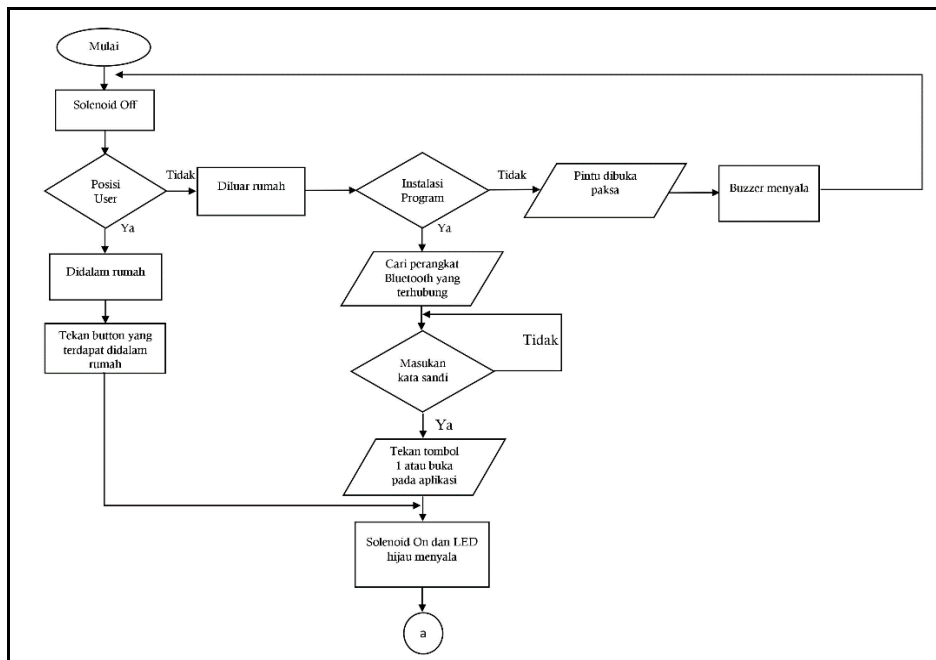 Mulai
Solenoid Off
Posisi
User
Tidak
Diluar rumah
Instalasi
Program
Tidak
Pintu dibuka
paksa
Buzzer menyala
Ya
Ya
Didalam rumah
Cari perangkat
Bluetooth yang
terhubung
Tekan button yang
terdapat didalam
rumah
Tidak
Masukan
kata sandi
Ya
Tekan tombol
1 atau buka
pada aplikasi
Solenoid On dan LED
hijau menyala
a